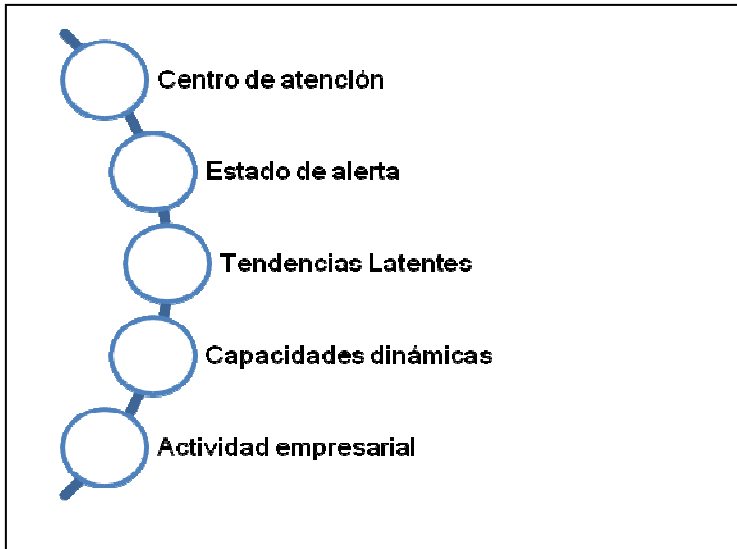 Centro de atención
Estado de alerta
Tendencias Latentes
Capacidades dinámicas
Actividad empresarial